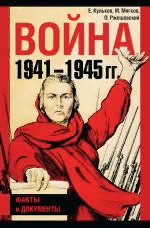 Е. Кульков, М. Мягков,
О. Ржешевский
ВОЙНА
1941–1945 гг.
ФАКТЫ
И ДОКУМЕНТЫ